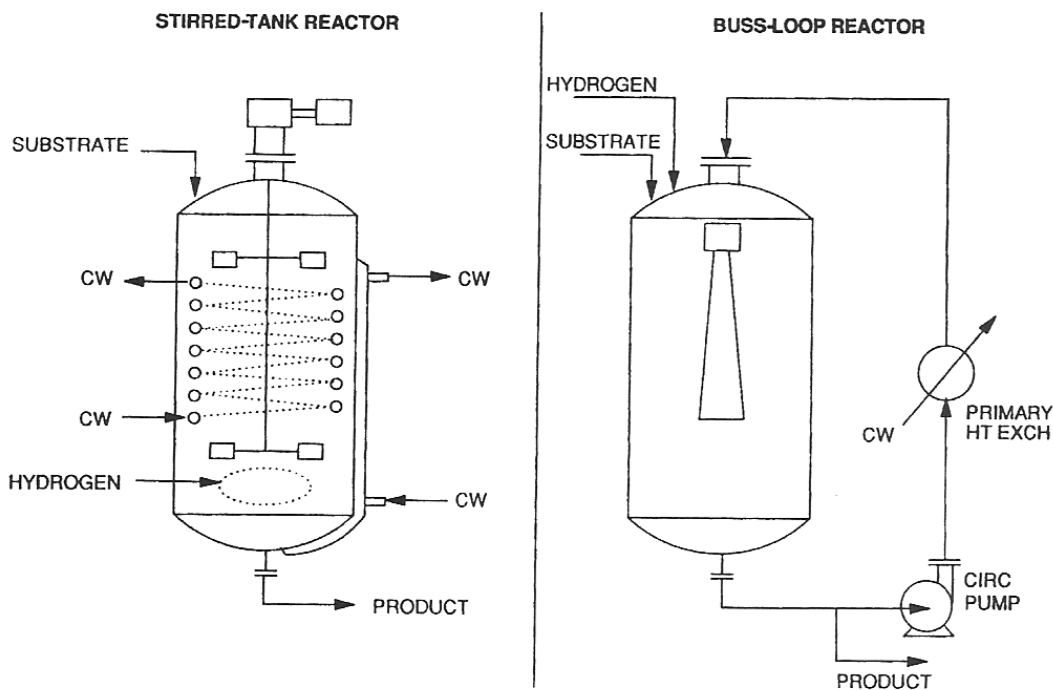 STIRRED-TANK REACTOR
SUBSTRATE
CW
CW
CW
HYDROGEN
CW
PRODUCT
BUSS-LOOP REACTOR
HYDROGEN
SUBSTRATE
CW
PRIMARY
HT EXCH
CIRC
PUMP
PRODUCT